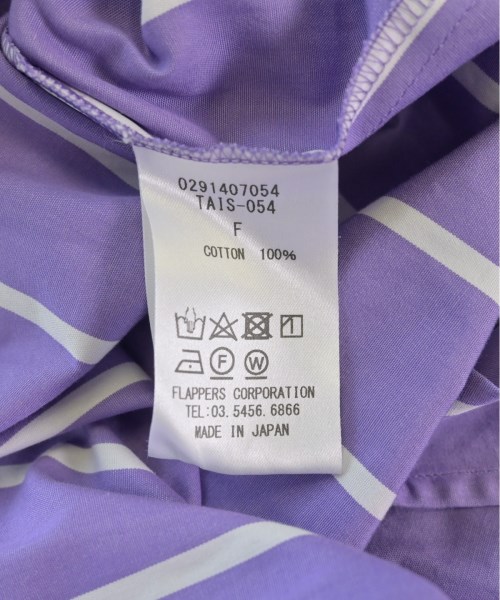 0291407054
TAIS-054
F
COTTON 100%
F W
FLAPPERS CORPORATION
TEL:03.5456.6866
MADE IN JAPAN